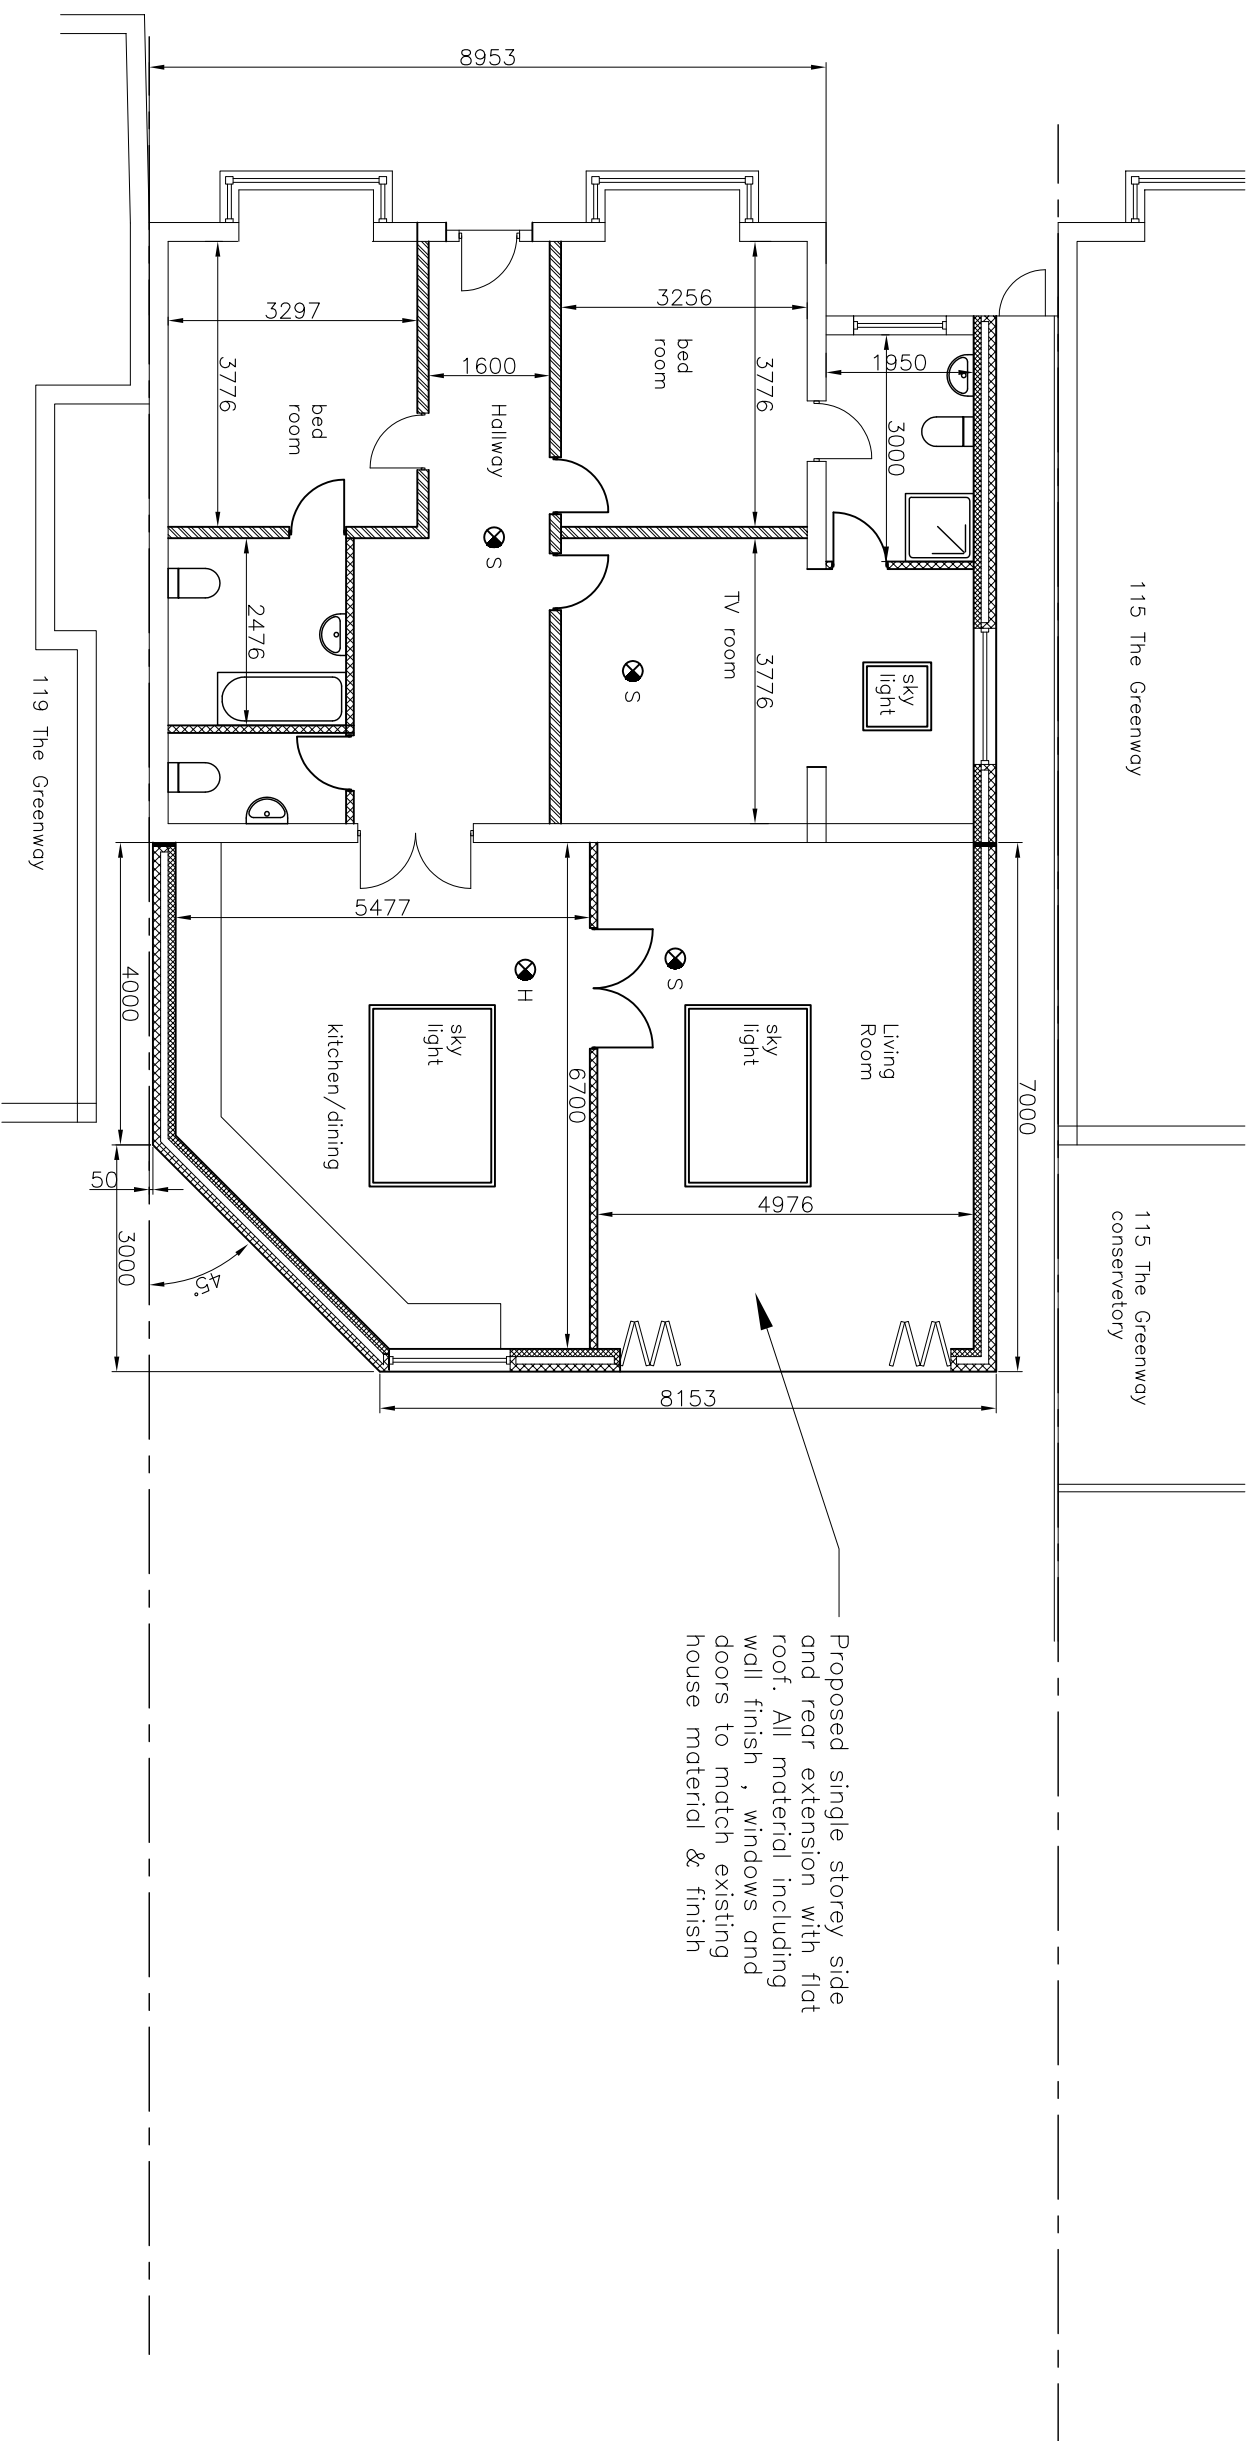 8953
3297
3776
bed
room
1600
Hallway
3256
bed
room
3776
1950
3000
S
2476
TV room
3776
S
sky
light
115 The Greenway
119 The Greenway
5477
4000
H
S
sky
light
kitchen/dining
6700
sky
light
Living
Room
7000
4976
50
3000
45°
8153
115 The Greenway
conservetory
Proposed single storey side
and rear extension with flat
roof. All material including
wall finish , windows and
doors to match existing
house material & finish